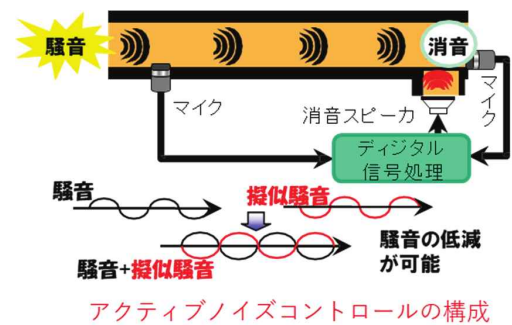 騒音
消音
マイク
消音スピーカ
マイク
ディジタル
信号処理
騒音
擬似騒音
騒音の低減
が可能
騒音+擬似騒音
アクティブノイズコントロールの構成